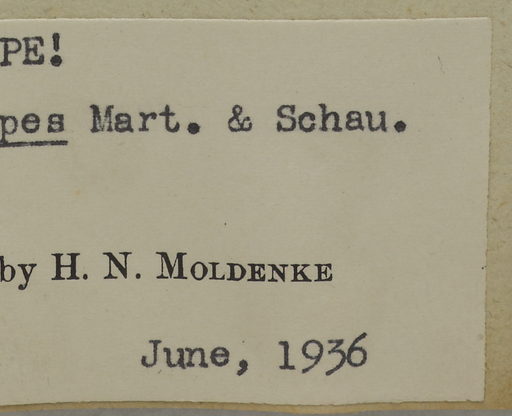 PE!
pes Mart. & Schau.
by H. N. MOLDENKE
June, 1936